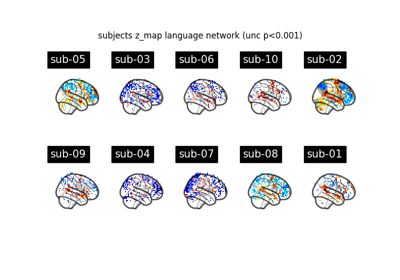 subjects z_map language network (unc p<0.001)
sub-05 sub-03 sub-06 sub-10 sub-02
sub-09 sub-04 sub-07 sub-08 sub-01